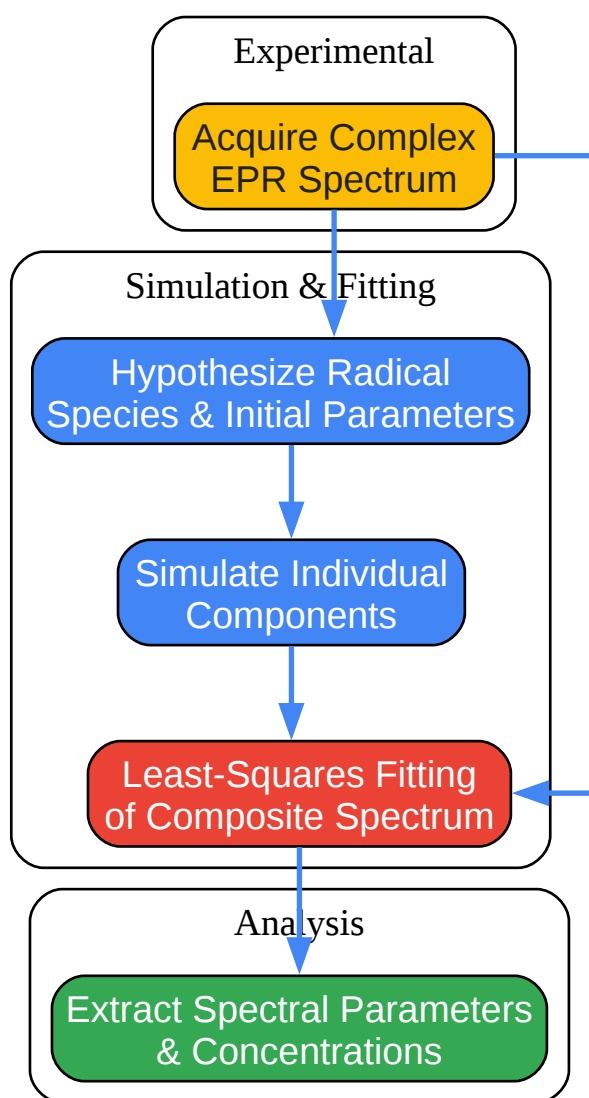 Experimental
Acquire Complex
EPR Spectrum
Simulation & Fitting
Hypothesize Radical
Species & Initial Parameters
Simulate Individual
Components
Least-Squares Fitting
of Composite Spectrum
Analysis
Extract Spectral Parameters
& Concentrations